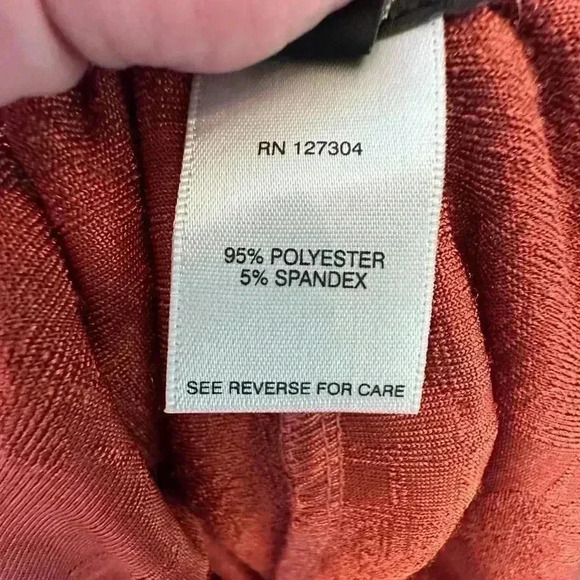 RN 127304
95% POLYESTER
5% SPANDEX
SEE REVERSE FOR CARE